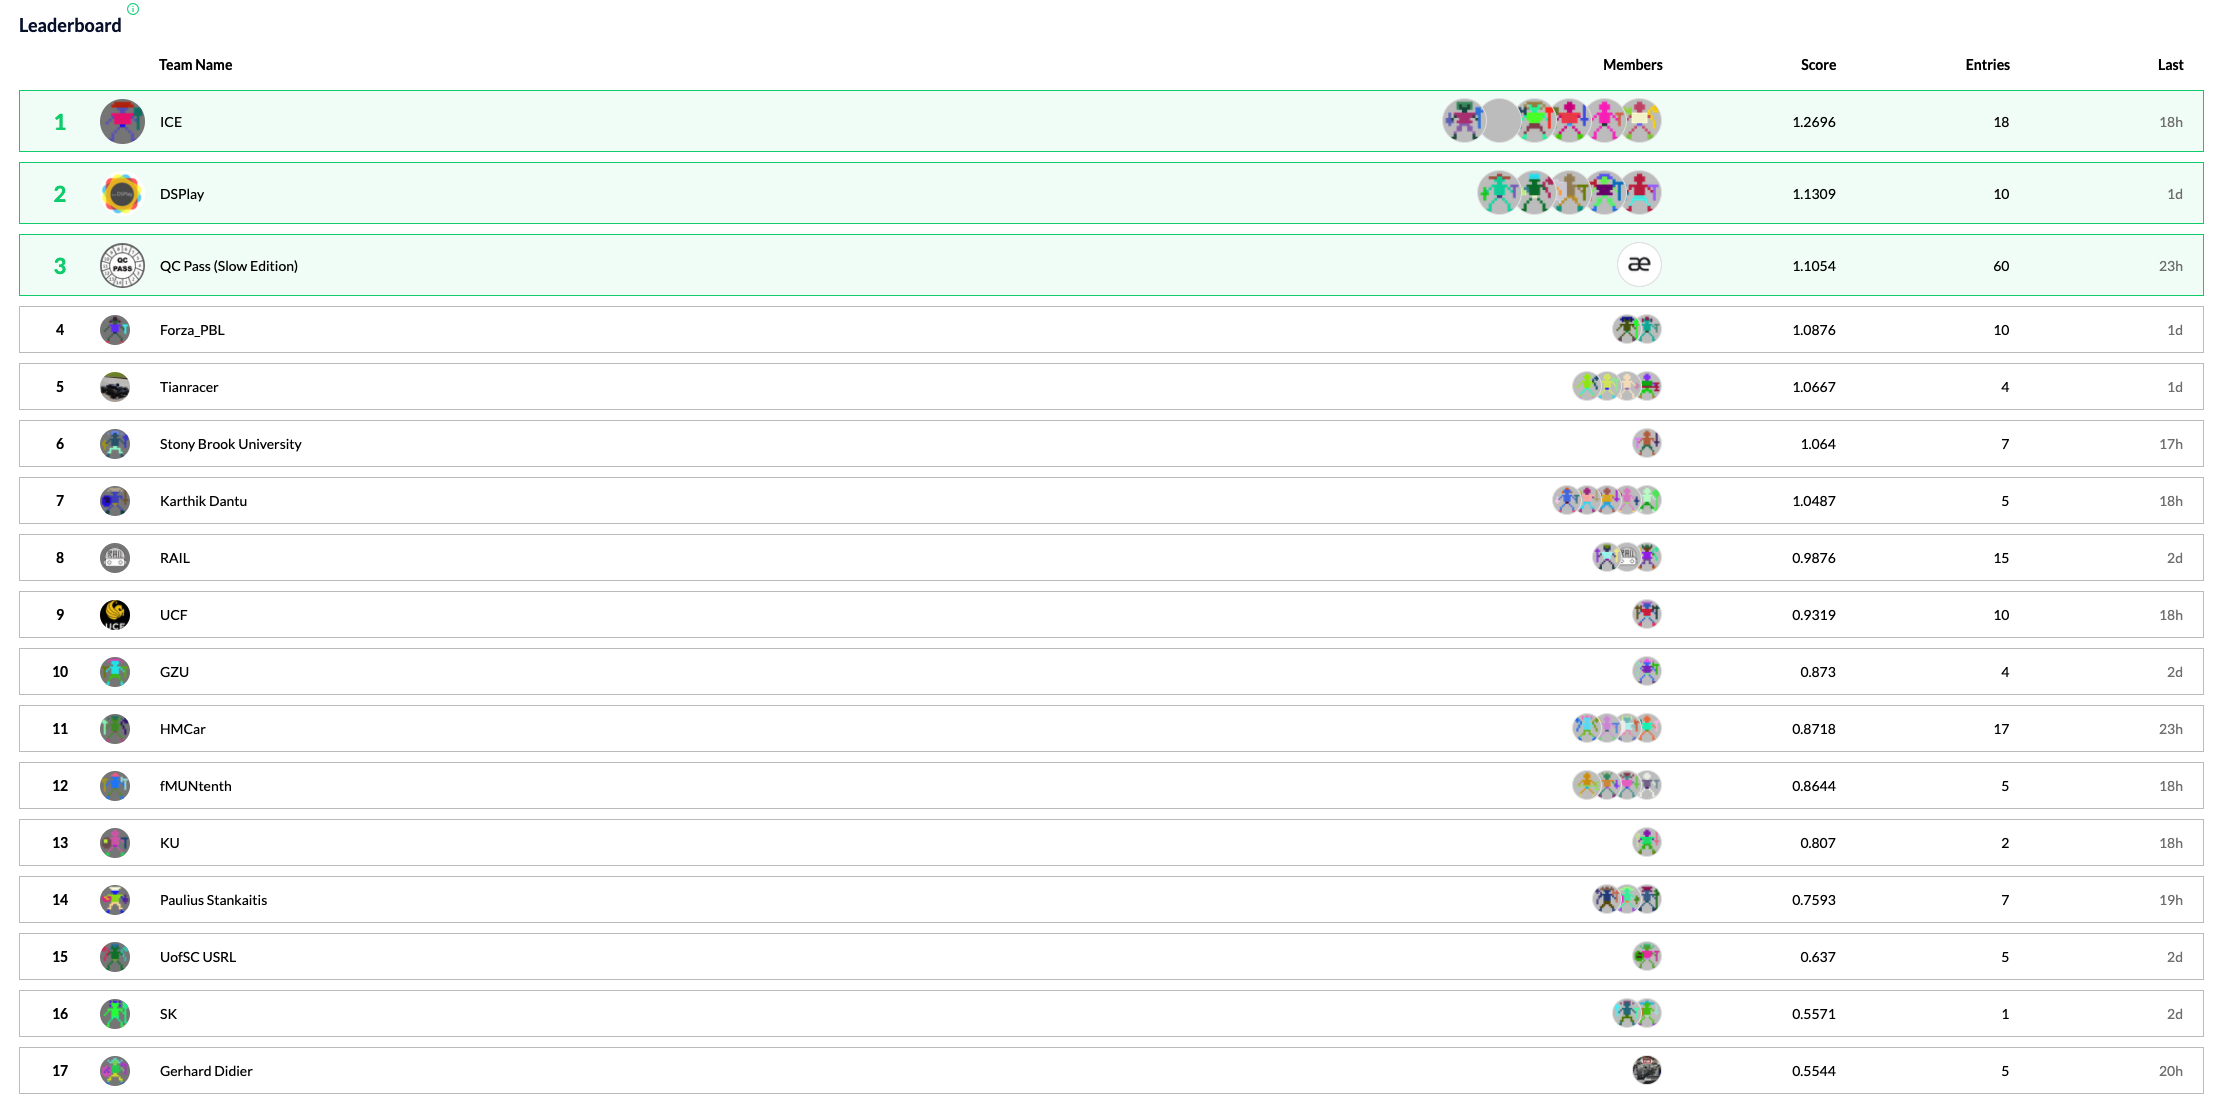 Leaderboard
Team Name Members Score Entries Last
1 ICE 1.2696 18 18h
2 DSPlay 1.1309 10 1d
3 QC PASS QC Pass (Slow Edition) æ 1.1054 60 23h
4 Forza_PBL 1.0876 10 1d
5 Tianracer 1.0667 4 1d
6 Stony Brook University 1.064 7 17h
7 Karthik Dantu 1.0487 5 18h
8 RAIL RAIL RAIL 0.9876 15 2d
9 UCF UCF 0.9319 10 18h
10 GZU 0.873 4 2d
11 HMCar 0.8718 17 23h
12 fMUNtenth 0.8644 5 18h
13 KU 0.807 2 18h
14 Paulius Stankaitis 0.7593 7 19h
15 UofSC USRL 0.637 5 2d
16 SK 0.5571 1 2d
17 Gerhard Didier 0.5544 5 20h